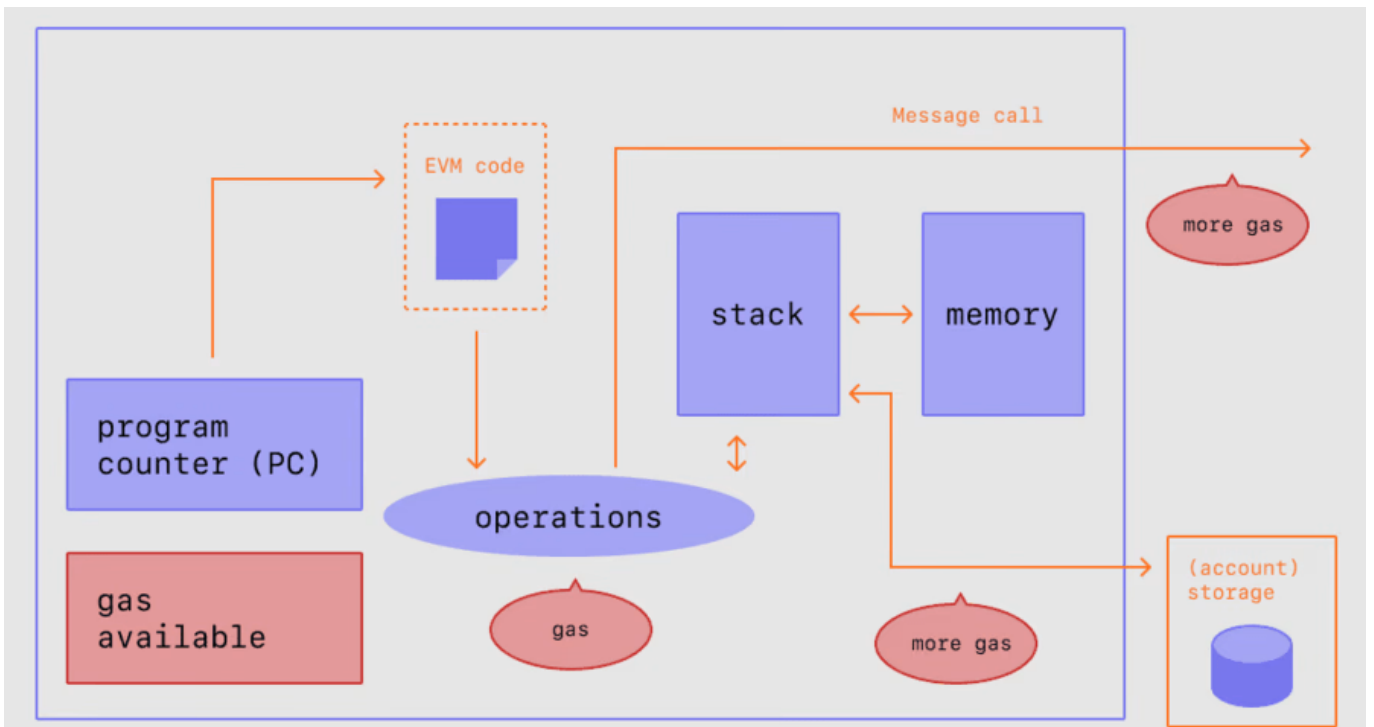 Message call
EVM code
more gas
stack
memory
program
counter (PC)
operations
(account)
storage
gas
available
gas
more gas